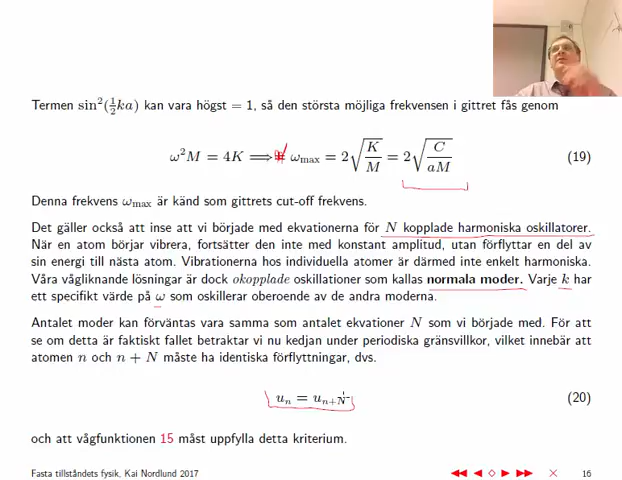 Termen sin²(½ka) kan vara högst = 1, så den största möjliga frekvensen i gittret fås genom
ω²M = 4K ⟹ ω_max = 2√(K/M) = 2√(C/(aM)) (19)
Denna frekvens ω_max är känd som gittrets cut-off frekvens.
Det gäller också att inse att vi började med ekvationerna för N kopplade harmoniska oskillatorer.
När en atom börjar vibrera, fortsätter den inte med konstant amplitud, utan förflyttar en del av
sin energi till nästa atom. Vibrationerna hos individuella atomer är därmed inte enkelt harmoniska.
Våra vågliknande lösningar är dock okopplade oskillationer som kallas normala moder. Varje k har
ett specifikt värde på ω som oskillerar oberoende av de andra moderna.
Antalet moder kan förväntas vara samma som antalet ekvationer N som vi började med. För att
se om detta är faktiskt fallet betraktar vi nu kedjan under periodiska gränsvillkor, vilket innebär att
atomen n och n + N måste ha identiska förflyttningar, dvs.
u_n = u_{n+N} (20)
och att vågfunktionen 15 måst uppfylla detta kriterium.
Fasta tillståndets fysik, Kai Nordlund 2017 16